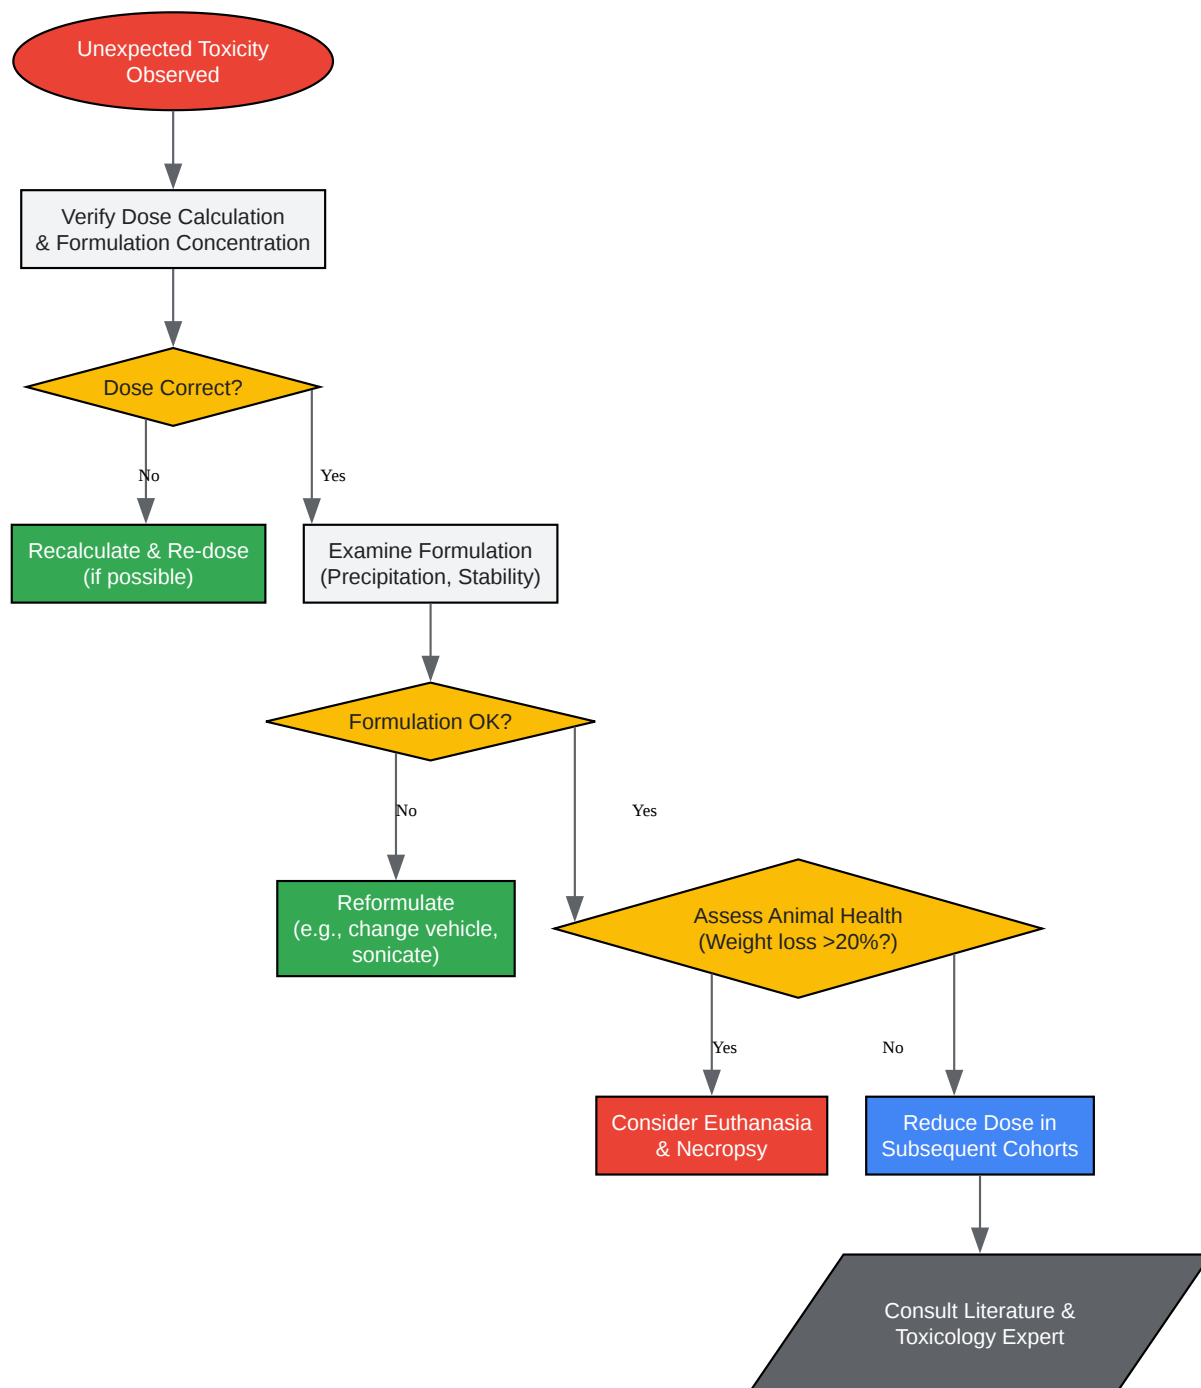 Unexpected Toxicity
Observed
Verify Dose Calculation
& Formulation Concentration
Dose Correct?
No
Yes
Recalculate & Re-dose
(if possible)
Examine Formulation
(Precipitation, Stability)
Formulation OK?
No
Yes
Reformulate
(e.g., change vehicle,
sonicate)
Assess Animal Health
(Weight loss >20%?)
Yes
No
Consider Euthanasia
& Necropsy
Reduce Dose in
Subsequent Cohorts
Consult Literature &
Toxicology Expert